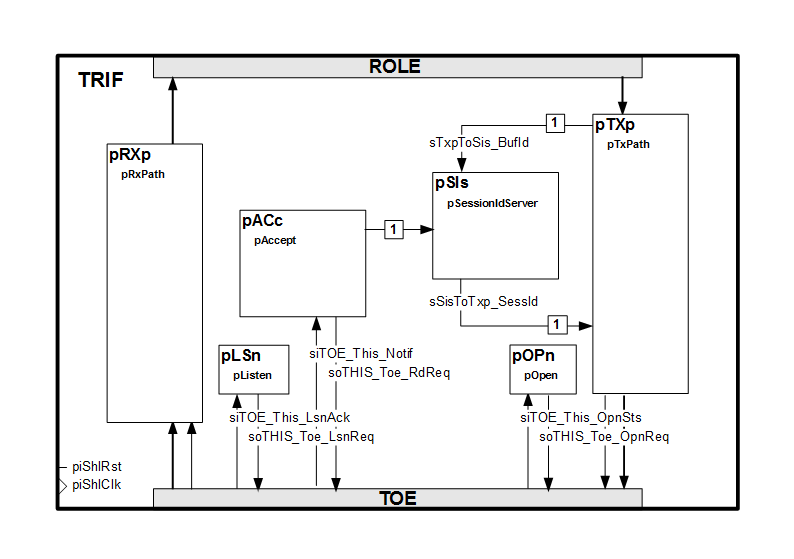 ROLE
TRIF
pTXp
pTxPath
1
sTxpToSis_BufId
pRXp
pRxPath
pSIs
pSessionIdServer
pACc
pAccept
1
sSisToTxp_SessId
1
siTOE_This_Notif
soTHIS_Toe_RdReq
pLSn
pListen
pOPn
pOpen
siTOE_This_LsnAck
soTHIS_Toe_LsnReq
siTOE_This_OpnSts
soTHIS_Toe_OpnReq
piShlRst
piShlClk
TOE